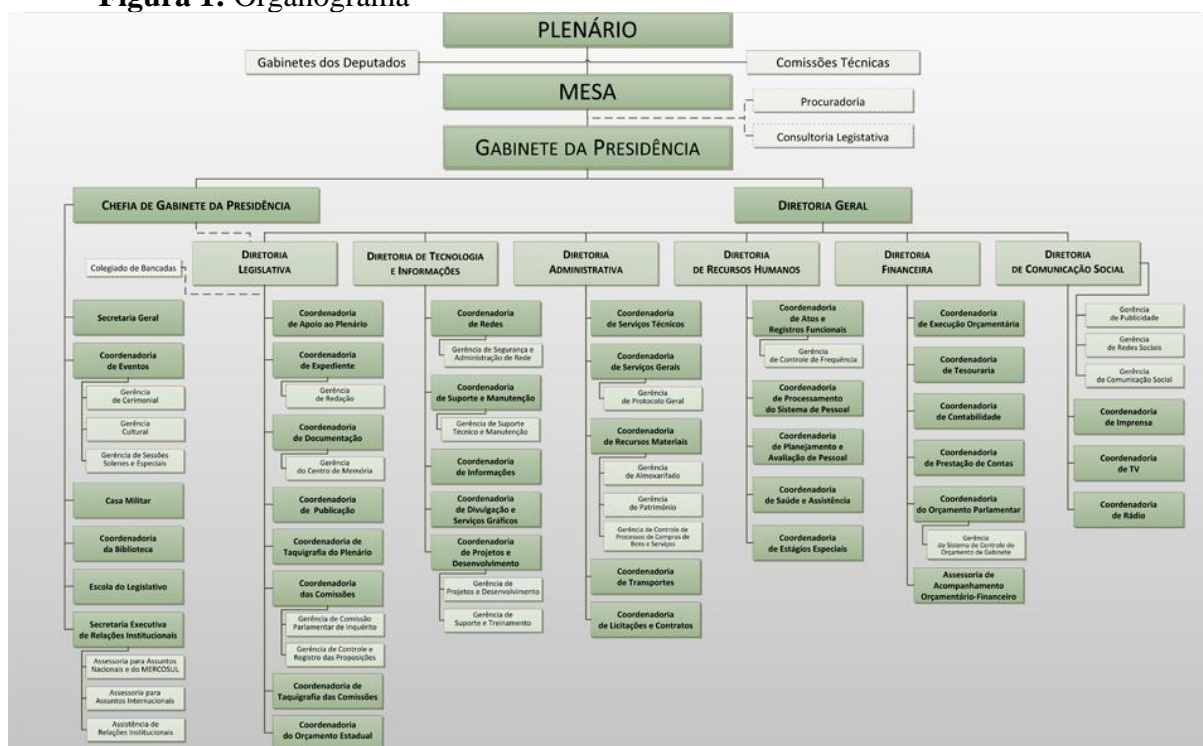 Figura 1: Organograma
PLENÁRIO
Gabinetes dos Deputados
Comissões Técnicas
MESA
Procuradoria
Consultoria Legislativa
GABINETE DA PRESIDÊNCIA
CHEFIA DE GABINETE DA PRESIDÊNCIA
DIRETORIA GERAL
Colegiado de Bancadas
Secretaria Geral
Coordenadoria
de Eventos
Gerência
de Cerimonial
Gerência
Cultural
Gerência de Sessões
Solenes e Especiais
Casa Militar
Coordenadoria
da Biblioteca
Escola do Legislativo
Secretaria Executiva
de Relações Institucionais
Assessoria para Assuntos
Nacionais e do MERCOSUL
Assessoria para
Assuntos Internacionais
Assistência de
Relações Institucionais
DIRETORIA
LEGISLATIVA
Coordenadoria
de Apoio ao Plenário
Coordenadoria
de Expediente
Gerência
de Redação
Coordenadoria
de Documentação
Gerência
do Centro de Memória
Coordenadoria
de Publicação
Coordenadoria de
Taquigrafia do Plenário
Coordenadoria
das Comissões
Gerência de Comissão
Parlamentar de Inquérito
Gerência de Controle e
Registro das Proposições
Coordenadoria de
Taquigrafia das Comissões
Coordenadoria
do Orçamento Estadual
DIRETORIA DE TECNOLOGIA
E INFORMAÇÕES
Coordenadoria
de Redes
Gerência de Segurança e
Administração de Rede
Coordenadoria
de Suporte e Manutenção
Gerência de Suporte
Técnico e Manutenção
Coordenadoria
de Informações
Coordenadoria
de Divulgação e
Serviços Gráficos
Coordenadoria
de Projetos e
Desenvolvimento
Gerência de
Projetos e Desenvolvimento
Gerência de
Suporte e Treinamento
DIRETORIA
ADMINISTRATIVA
Coordenadoria
de Serviços Técnicos
Coordenadoria
de Serviços Gerais
Gerência
de Protocolo Geral
Coordenadoria
de Recursos Materiais
Gerência
de Almoxarifado
Gerência
de Patrimônio
Gerência de Controle de
Processos de Compras de
Bens e Serviços
Coordenadoria
de Transportes
Coordenadoria
de Licitações e Contratos
DIRETORIA
DE RECURSOS HUMANOS
Coordenadoria
de Atos e
Registros Funcionais
Gerência
de Controle de Frequência
Coordenadoria
de Processamento
do Sistema de Pessoal
Coordenadoria
de Planejamento e
Avaliação de Pessoal
Coordenadoria
de Saúde e Assistência
Coordenadoria
de Estágios Especiais
DIRETORIA
FINANCEIRA
Coordenadoria
de Execução Orçamentária
Coordenadoria
de Tesouraria
Coordenadoria
de Contabilidade
Coordenadoria
de Prestação de Contas
Coordenadoria
do Orçamento Parlamentar
Gerência
do Sistema de Controle do
Orçamento de Gabinete
Assessoria de
Acompanhamento
Orçamentário-Financeiro
DIRETORIA
DE COMUNICAÇÃO SOCIAL
Gerência
de Publicidade
Gerência
de Redes Sociais
Gerência
de Comunicação Social
Coordenadoria
de Imprensa
Coordenadoria
de TV
Coordenadoria
de Rádio